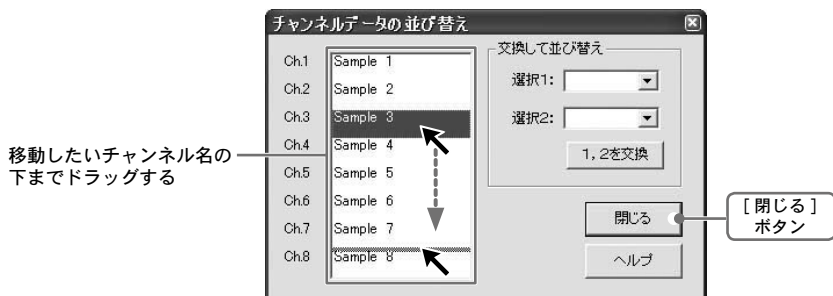 チャンネルデータの並び替え
Ch.1 Sample 1
Ch.2 Sample 2
Ch.3 Sample 3
Ch.4 Sample 4
Ch.5 Sample 5
Ch.6 Sample 6
Ch.7 Sample 7
Ch.8 Sample 8
交換して並び替え
選択1:
選択2:
1,2を交換
閉じる
ヘルプ
移動したいチャンネル名の
下までドラッグする
[ 閉じる ]
ボタン